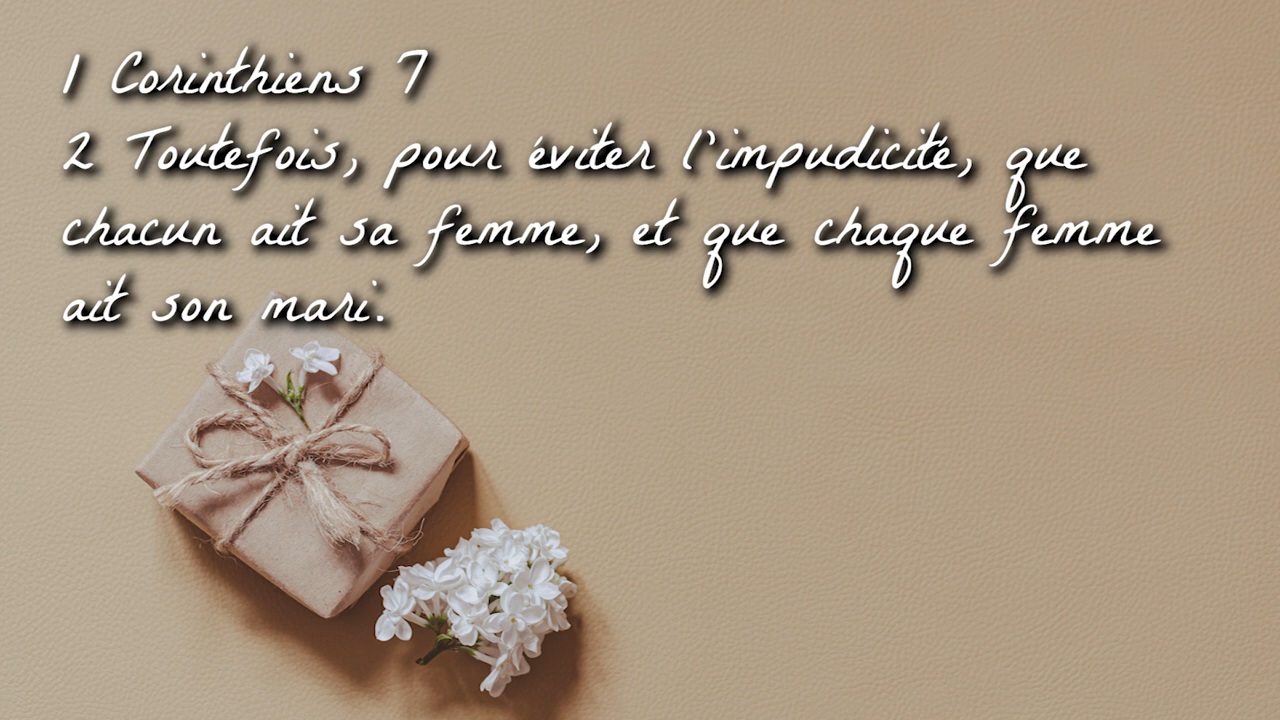 1 Corinthiens 7
2 Toutefois, pour éviter l'impudicité, que
chacun ait sa femme, et que chaque femme
ait son mari.